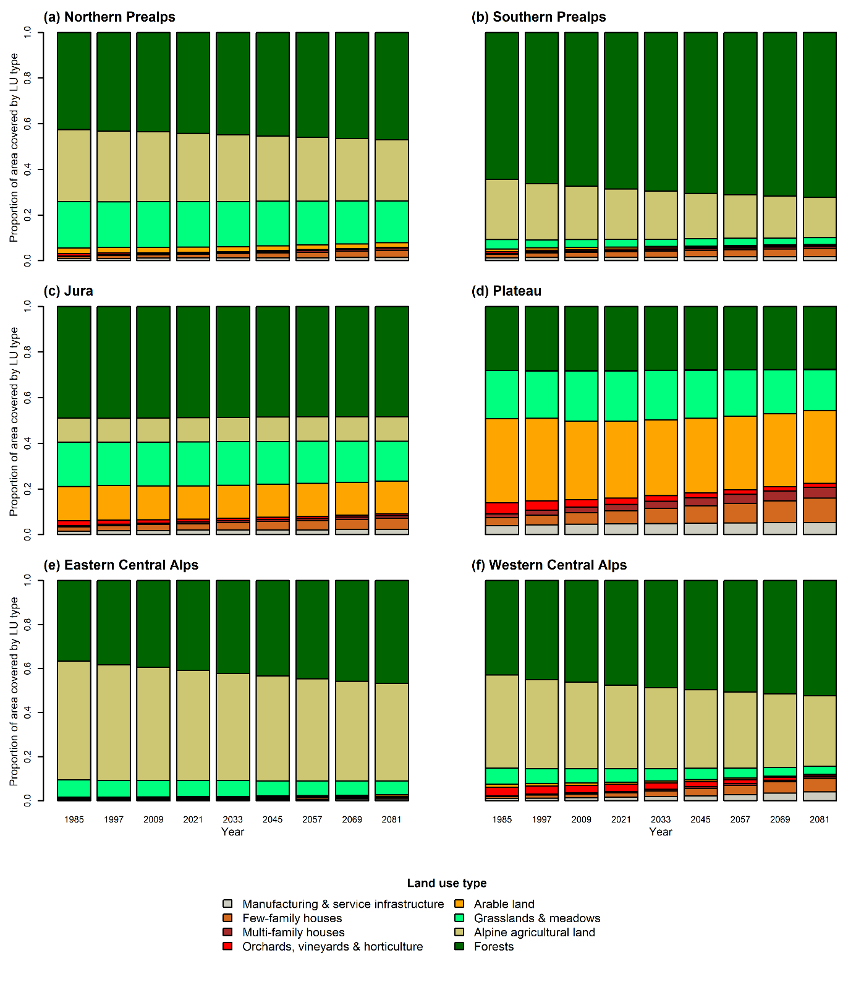 (a) Northern Prealps
(b) Southern Prealps
Proportion of area covered by LU type
1.0
0.8
0.6
0.4
0.2
0.0
(c) Jura
(d) Plateau
Proportion of area covered by LU type
1.0
0.8
0.6
0.4
0.2
0.0
(e) Eastern Central Alps
(f) Western Central Alps
Proportion of area covered by LU type
1.0
0.8
0.6
0.4
0.2
0.0
1985 1997 2009 2021 2033 2045 2057 2069 2081
Year
1985 1997 2009 2021 2033 2045 2057 2069 2081
Year
Land use type
Manufacturing & service infrastructure
Few-family houses
Multi-family houses
Orchards, vineyards & horticulture
Arable land
Grasslands & meadows
Alpine agricultural land
Forests